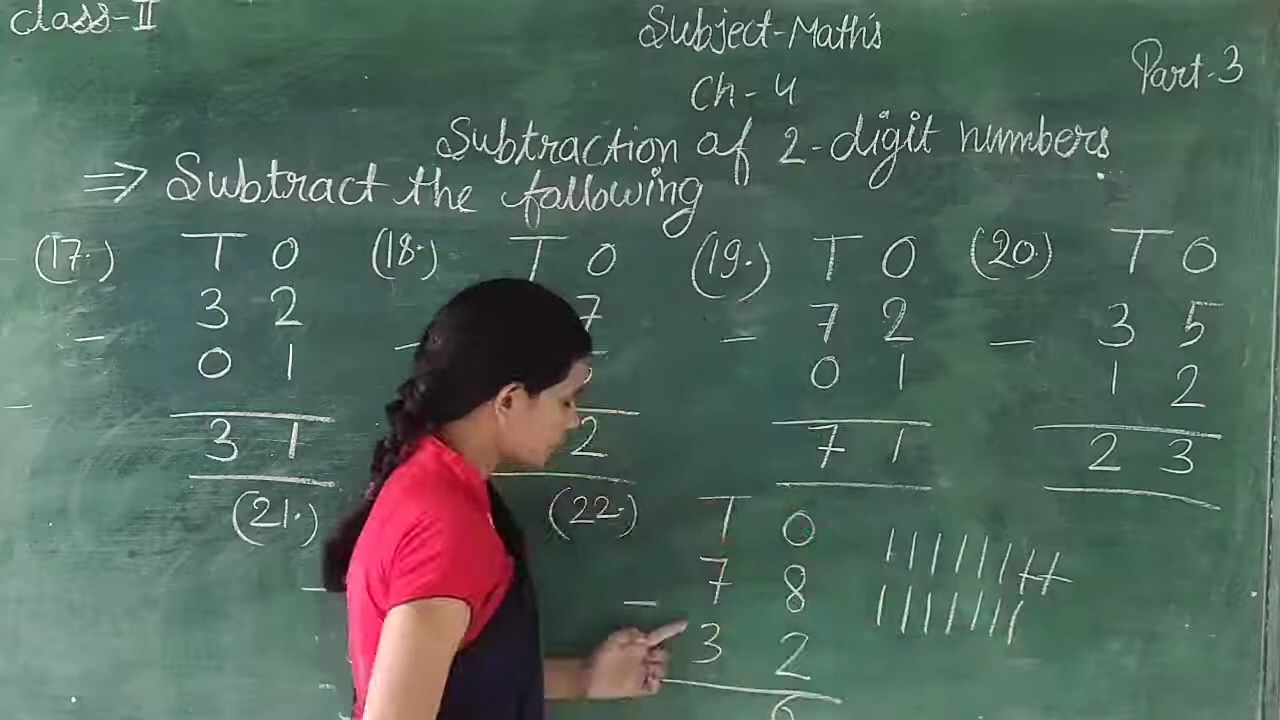 Class-II
Subject-Maths
Part-3
Ch-4
Subtraction of 2-digit numbers.
⇒ Subtract the following
(17.) T O (18.) T O (19.) T O (20.) T O
3 2 7 7 2 3 5
− − − −
0 1 0 1 1 2
3 1 2 7 1 2 3
(21.) (22.) T O
7 8
− −
3 2
6